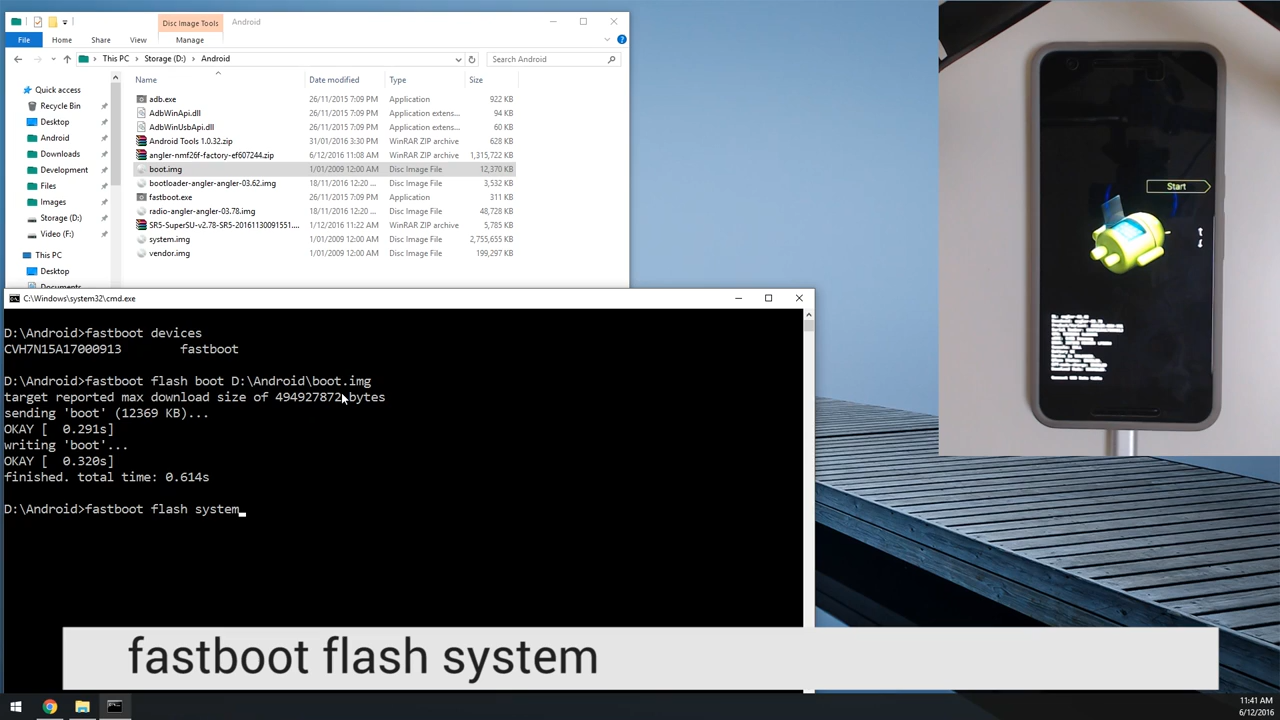 Disc Image Tools Android
File Home Share View Manage
This PC Storage (D:) Android Search Android
Name Date modified Type Size
Quick access
Recycle Bin
Desktop
Android
Downloads
Development
Files
Images
Storage (D:)
Video (F:)
This PC
Desktop
Documents
adb.exe 26/11/2015 7:09 PM Application 922 KB
AdbWinApi.dll 26/11/2015 7:09 PM Application extens... 94 KB
AdbWinUsbApi.dll 26/11/2015 7:09 PM Application extens... 60 KB
Android Tools 1.0.32.zip 31/01/2016 3:30 PM WinRAR ZIP archive 628 KB
angler-nmf26f-factory-ef607244.zip 6/12/2016 11:08 AM WinRAR ZIP archive 1,315,722 KB
boot.img 1/01/2009 12:00 AM Disc Image File 12,370 KB
bootloader-angler-angler-03.62.img 18/11/2016 12:20 ... Disc Image File 3,532 KB
fastboot.exe 26/11/2015 7:09 PM Application 311 KB
radio-angler-angler-03.78.img 18/11/2016 12:20 ... Disc Image File 48,728 KB
SR5-SuperSU-v2.78-SR5-20161130091551.... 1/12/2016 11:22 AM WinRAR ZIP archive 5,785 KB
system.img 1/01/2009 12:00 AM Disc Image File 2,755,655 KB
vendor.img 1/01/2009 12:00 AM Disc Image File 199,297 KB
C:\Windows\system32\cmd.exe
D:\Android>fastboot devices
CVH7N15A17000913 fastboot
D:\Android>fastboot flash boot D:\Android\boot.img
target reported max download size of 494927872 bytes
sending 'boot' (12369 KB)...
OKAY [ 0.291s]
writing 'boot'...
OKAY [ 0.320s]
finished. total time: 0.614s
D:\Android>fastboot flash system_
Start
fastboot flash system
11:41 AM
6/12/2016